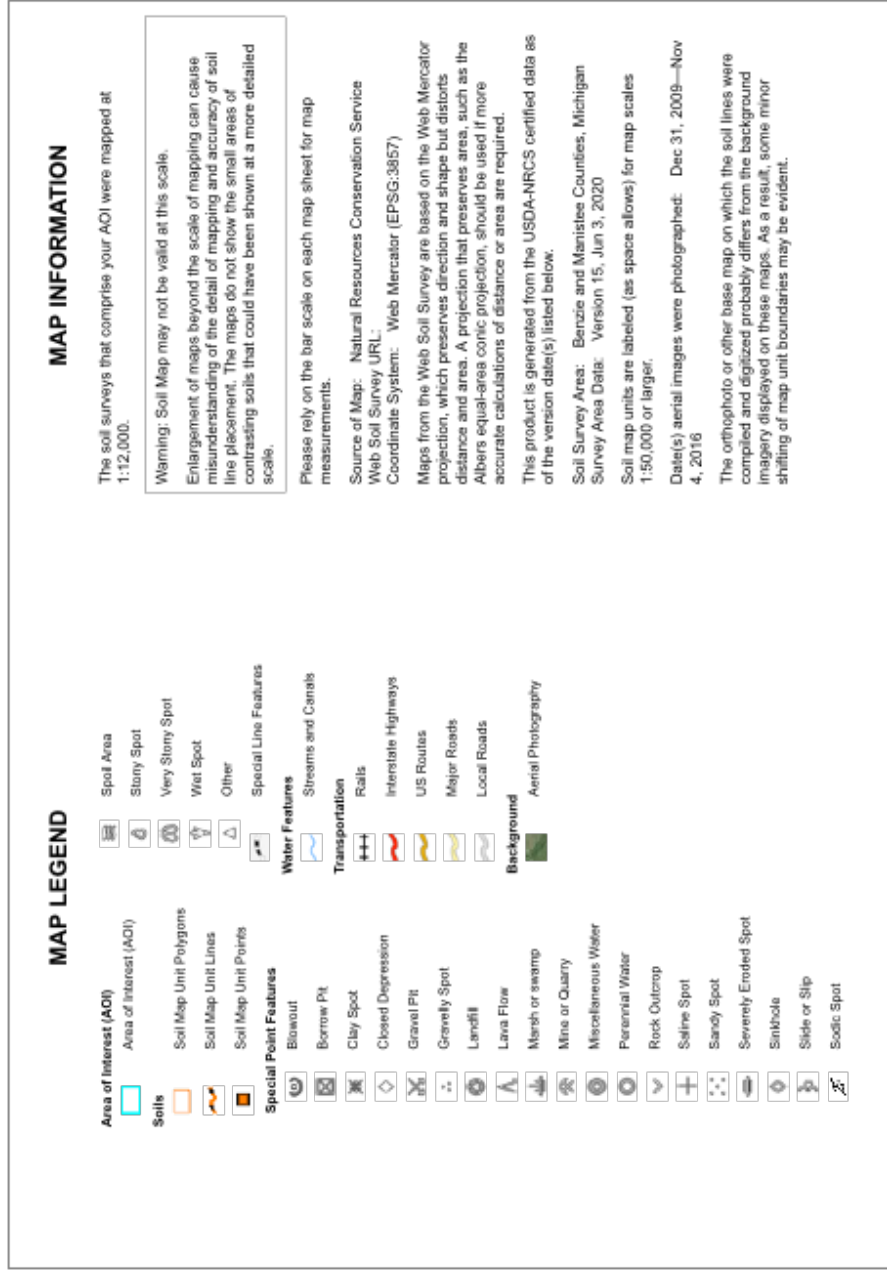 MAP LEGEND
Area of Interest (AOI)
Area of Interest (AOI)
Soils
Soil Map Unit Polygons
Soil Map Unit Lines
Soil Map Unit Points
Special Point Features
Blowout
Borrow Pit
Clay Spot
Closed Depression
Gravel Pit
Gravelly Spot
Landfill
Lava Flow
Marsh or swamp
Mine or Quarry
Miscellaneous Water
Perennial Water
Rock Outcrop
Saline Spot
Sandy Spot
Severely Eroded Spot
Sinkhole
Slide or Slip
Sodic Spot
Spoil Area
Stony Spot
Very Stony Spot
Wet Spot
Other
Special Line Features
Water Features
Streams and Canals
Transportation
Rails
Interstate Highways
US Routes
Major Roads
Local Roads
Background
Aerial Photography
MAP INFORMATION
The soil surveys that comprise your AOI were mapped at
1:12,000.
Warning: Soil Map may not be valid at this scale.
Enlargement of maps beyond the scale of mapping can cause
misunderstanding of the detail of mapping and accuracy of soil
line placement. The maps do not show the small areas of
contrasting soils that could have been shown at a more detailed
scale.
Please rely on the bar scale on each map sheet for map
measurements.
Source of Map: Natural Resources Conservation Service
Web Soil Survey URL:
Coordinate System: Web Mercator (EPSG:3857)
Maps from the Web Soil Survey are based on the Web Mercator
projection, which preserves direction and shape but distorts
distance and area. A projection that preserves area, such as the
Albers equal-area conic projection, should be used if more
accurate calculations of distance or area are required.
This product is generated from the USDA-NRCS certified data as
of the version date(s) listed below.
Soil Survey Area: Benzie and Manistee Counties, Michigan
Survey Area Data: Version 15, Jun 3, 2020
Soil map units are labeled (as space allows) for map scales
1:50,000 or larger.
Date(s) aerial images were photographed: Dec 31, 2009—Nov
4, 2016
The orthophoto or other base map on which the soil lines were
compiled and digitized probably differs from the background
imagery displayed on these maps. As a result, some minor
shifting of map unit boundaries may be evident.